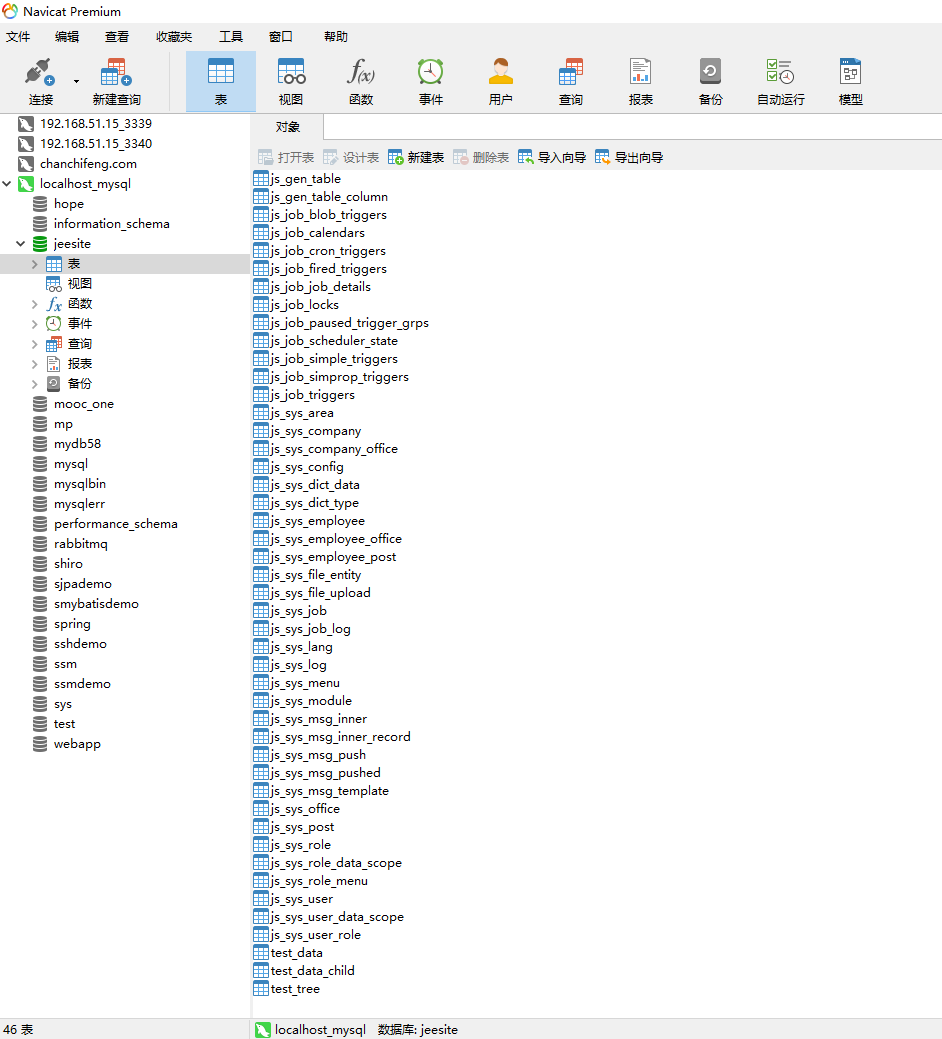 Navicat Premium
文件 编辑 查看 收藏夹 工具 窗口 帮助
连接 新建查询 表 视图 函数 事件 用户 查询 报表 备份 自动运行 模型
192.168.51.15_3339
192.168.51.15_3340
chanchifeng.com
localhost_mysql
hope
information_schema
jeesite
表
视图
函数
事件
查询
报表
备份
mooc_one
mp
mydb58
mysql
mysqlbin
mysqlerr
performance_schema
rabbitmq
shiro
sjpademo
smybatisdemo
spring
sshdemo
ssm
ssmdemo
sys
test
webapp
对象
打开表 设计表 新建表 删除表 导入向导 导出向导
js_gen_table
js_gen_table_column
js_job_blob_triggers
js_job_calendars
js_job_cron_triggers
js_job_fired_triggers
js_job_job_details
js_job_locks
js_job_paused_trigger_grps
js_job_scheduler_state
js_job_simple_triggers
js_job_simprop_triggers
js_job_triggers
js_sys_area
js_sys_company
js_sys_company_office
js_sys_config
js_sys_dict_data
js_sys_dict_type
js_sys_employee
js_sys_employee_office
js_sys_employee_post
js_sys_file_entity
js_sys_file_upload
js_sys_job
js_sys_job_log
js_sys_lang
js_sys_log
js_sys_menu
js_sys_module
js_sys_msg_inner
js_sys_msg_inner_record
js_sys_msg_push
js_sys_msg_pushed
js_sys_msg_template
js_sys_office
js_sys_post
js_sys_role
js_sys_role_data_scope
js_sys_role_menu
js_sys_user
js_sys_user_data_scope
js_sys_user_role
test_data
test_data_child
test_tree
46 表 localhost_mysql 数据库: jeesite